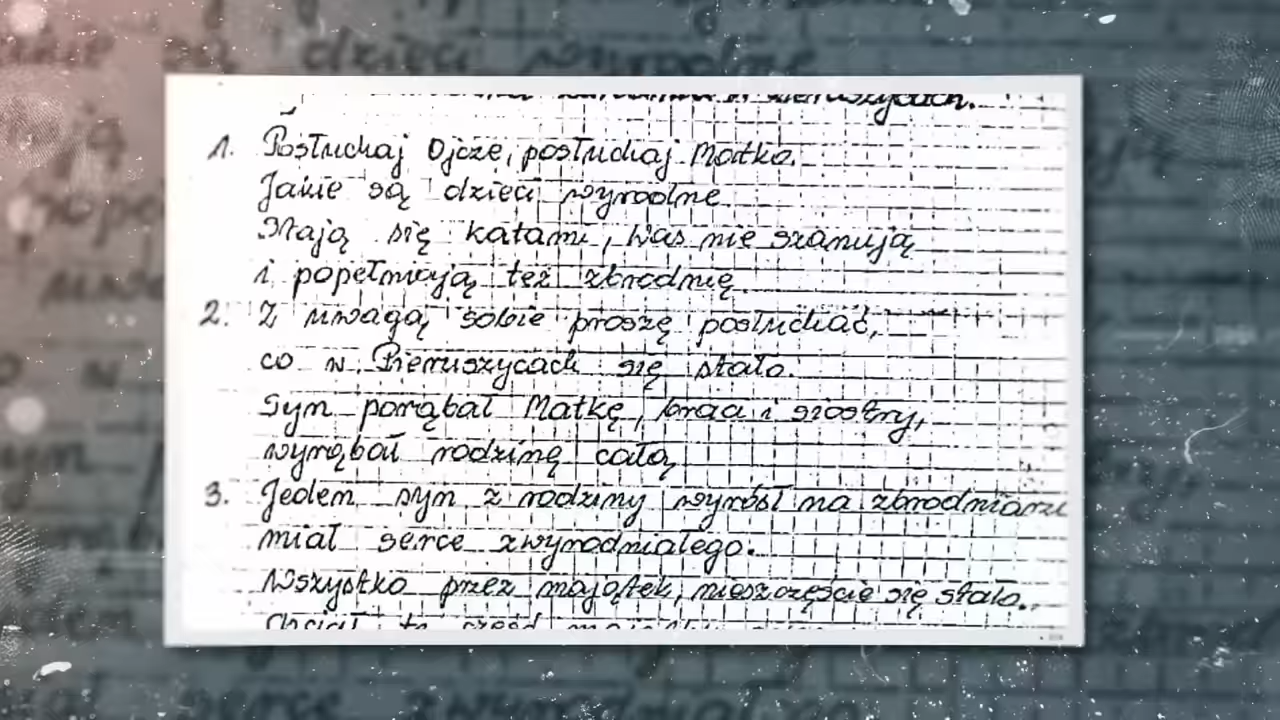 1. Posłuchaj Ojcze, posłuchaj Matko.
Jakie są dzieci wyrodne
Stają się katami, Was nie szanują
i popełniają też zbrodnię.
2. Z uwagą sobie proszę posłuchać,
co w Pieruszycach się stało.
Syn porąbał Matkę, braci i siostry,
wyrąbał rodzinę całą
3. Jeden syn z rodziny wyrósł na zbrodniarza
miał serce zwyrodniałego.
Wszystko przez majątek, nieszczęście się stało.